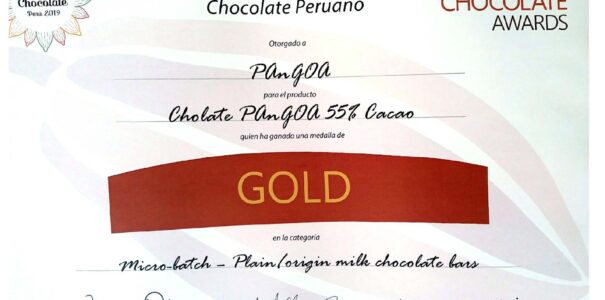 Chocolate
Perú 2019
Chocolate Peruano
CHOCOLATE
AWARDS
Otorgado a
PAnGOA
para el producto
Cholate PAnGOA 55% Cacao
quien ha ganado una medalla de
GOLD
en la categoria
Micro-batch – Plain/origin milk chocolate bars